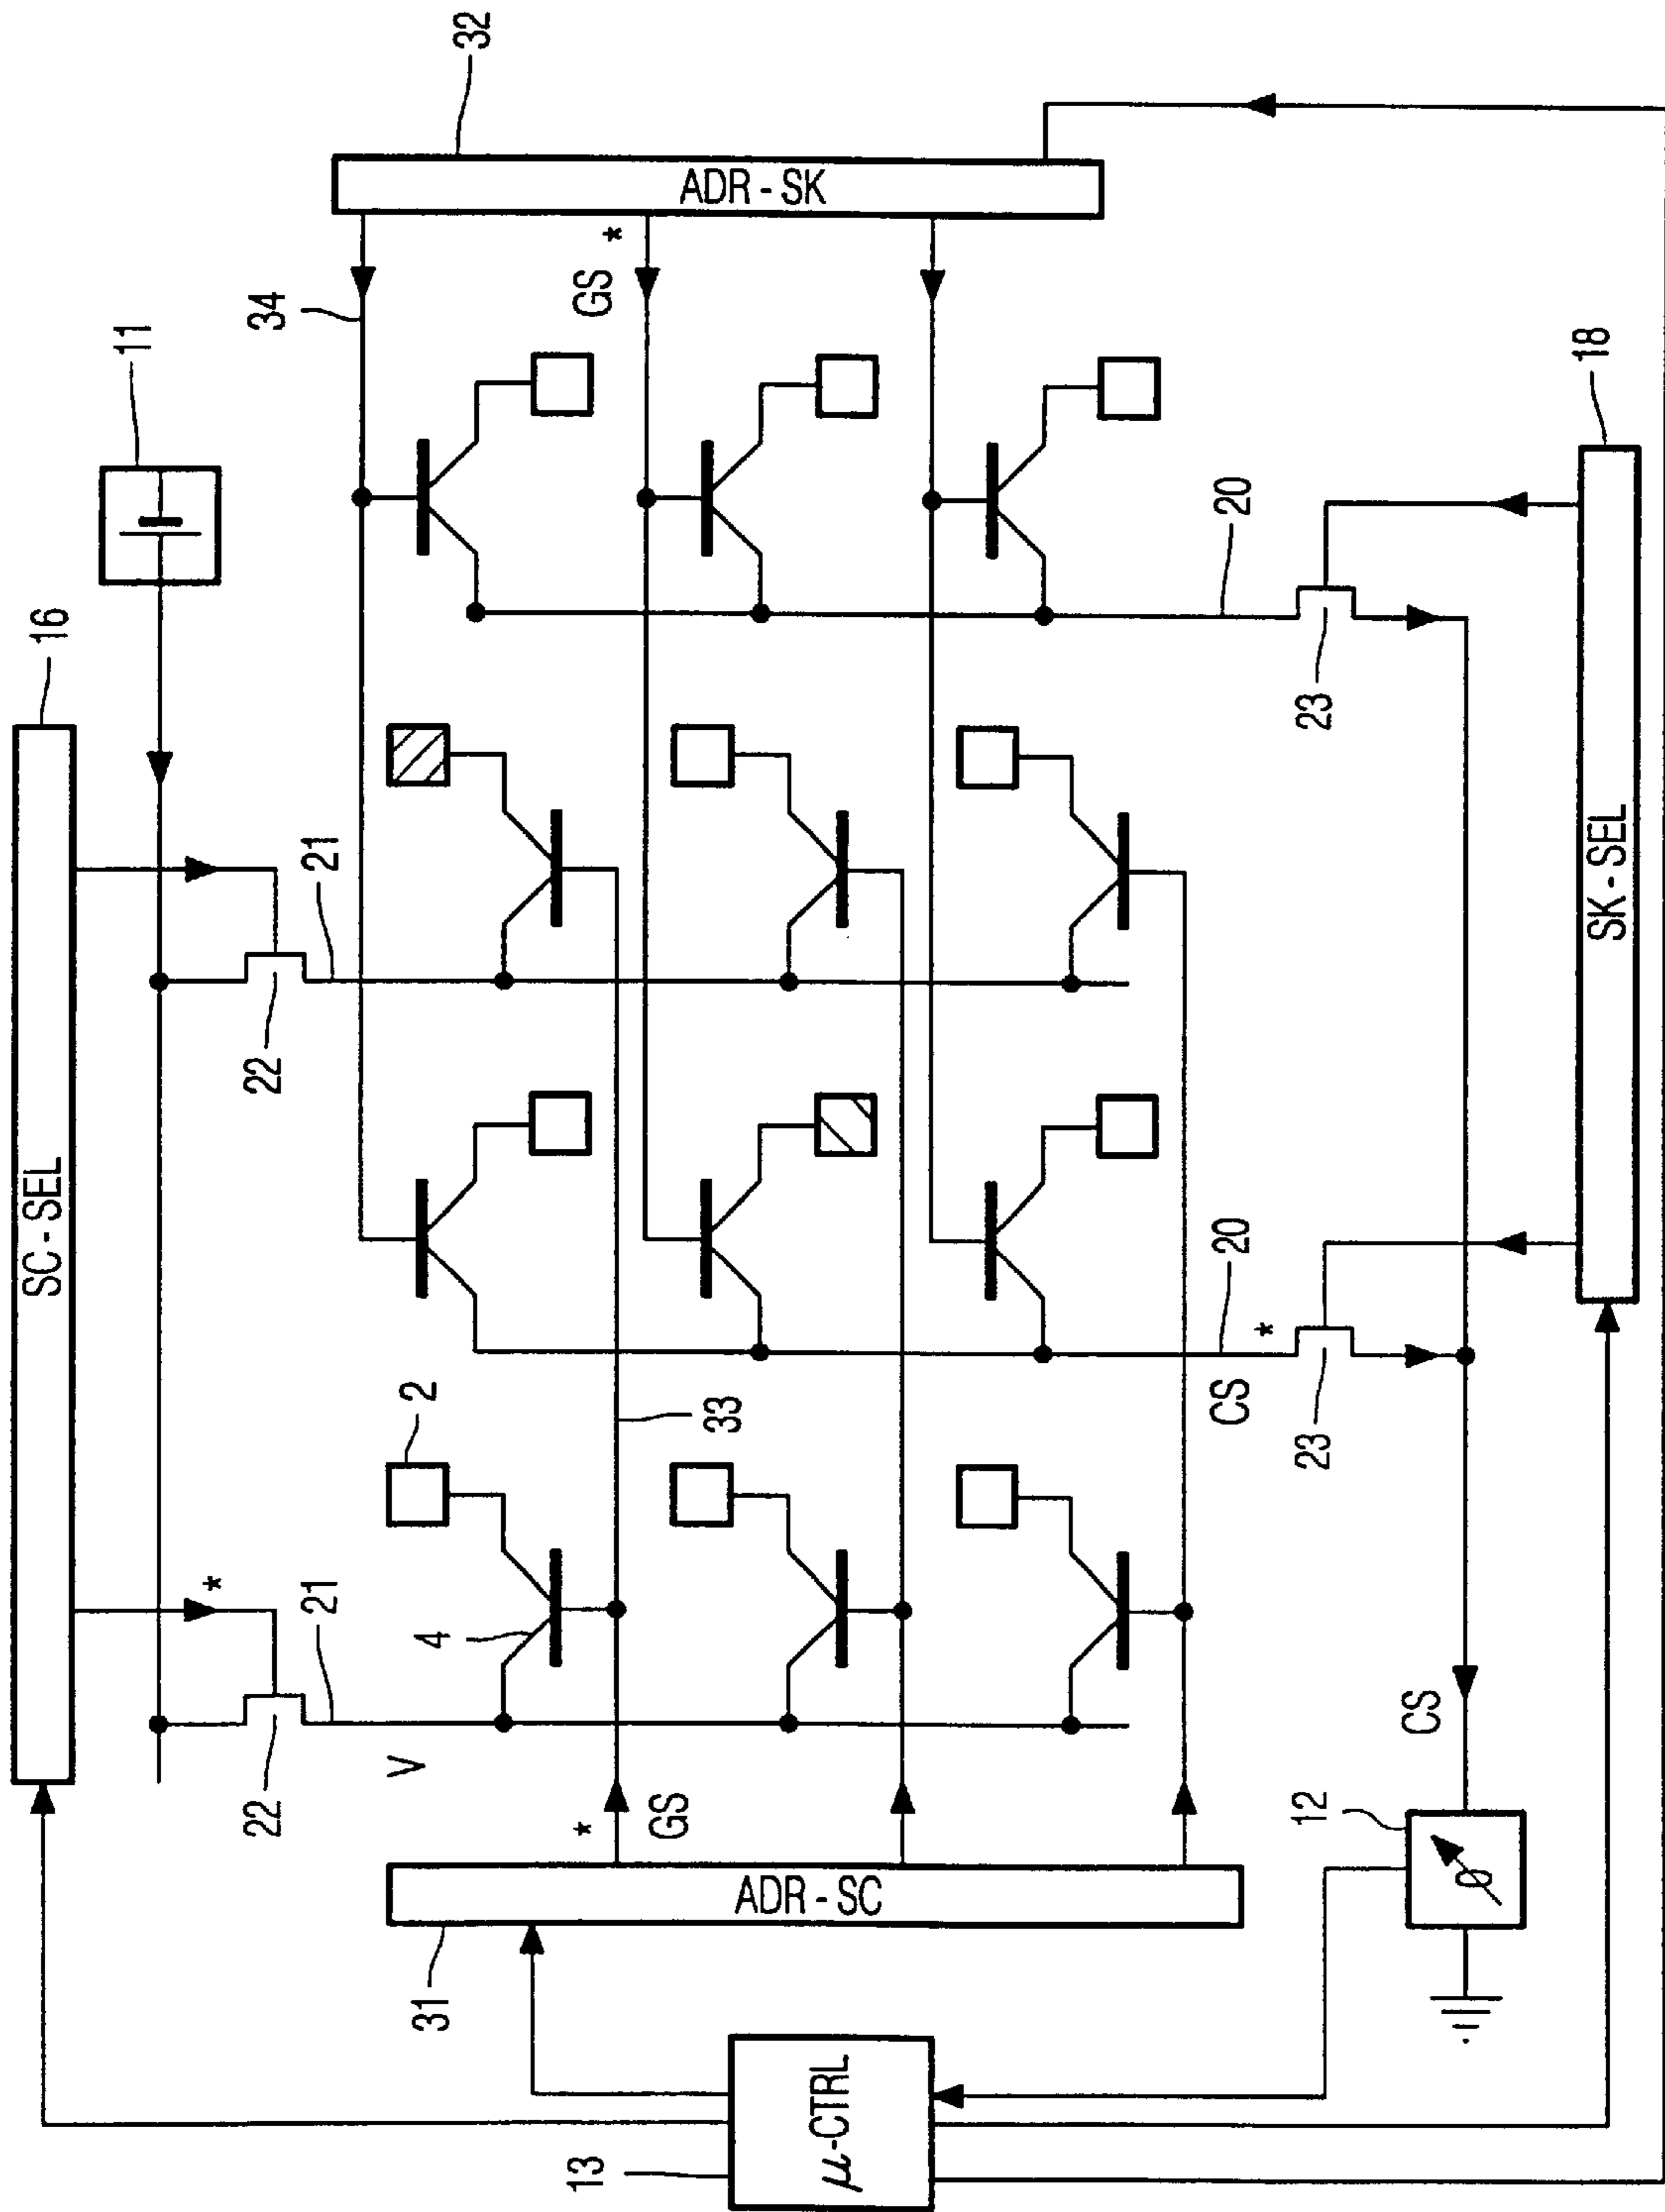 SC - SEL
16
11
32
ADR - SK
34
GS
*
*
22
21
22
21
2
4
33
V
*
GS
ADR - SC
31
μ-CTRL
13
20
CS
*
23
20
23
CS
12
18
SK - SEL